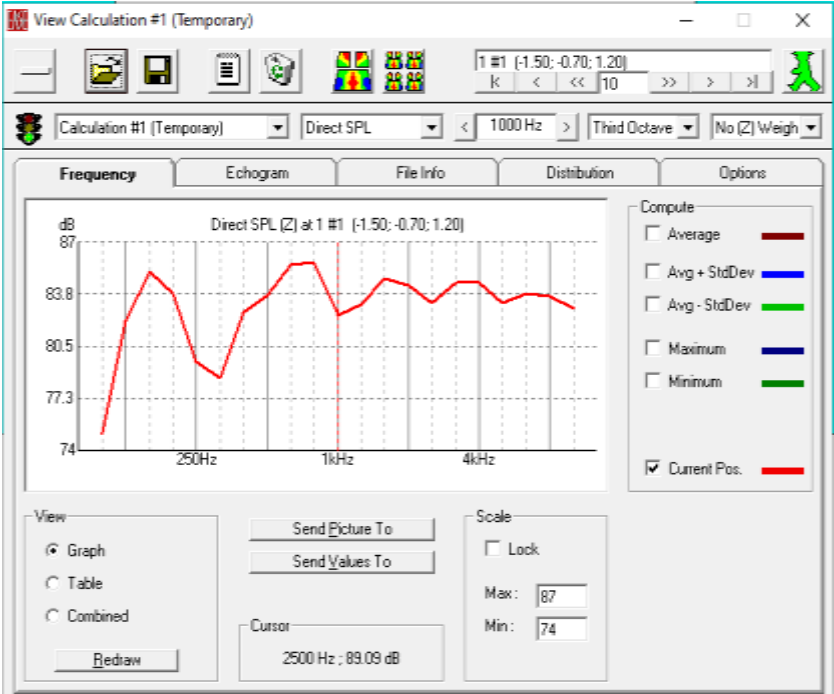 View Calculation #1 (Temporary)
1 #1 (-1.50; -0.70; 1.20)
10
Calculation #1 (Temporary) Direct SPL 1000 Hz Third Octave No (Z) Weigh
Frequency Echogram File Info Distribution Options
Direct SPL (Z) at 1 #1 (-1.50; -0.70; 1.20)
dB
87
83.8
80.5
77.3
74
250Hz 1kHz 4kHz
Compute
Average
Avg + StdDev
Avg - StdDev
Maximum
Minimum
Current Pos.
View
Graph
Table
Combined
Redraw
Send Picture To
Send Values To
Cursor
2500 Hz ; 89.09 dB
Scale
Lock
Max : 87
Min : 74